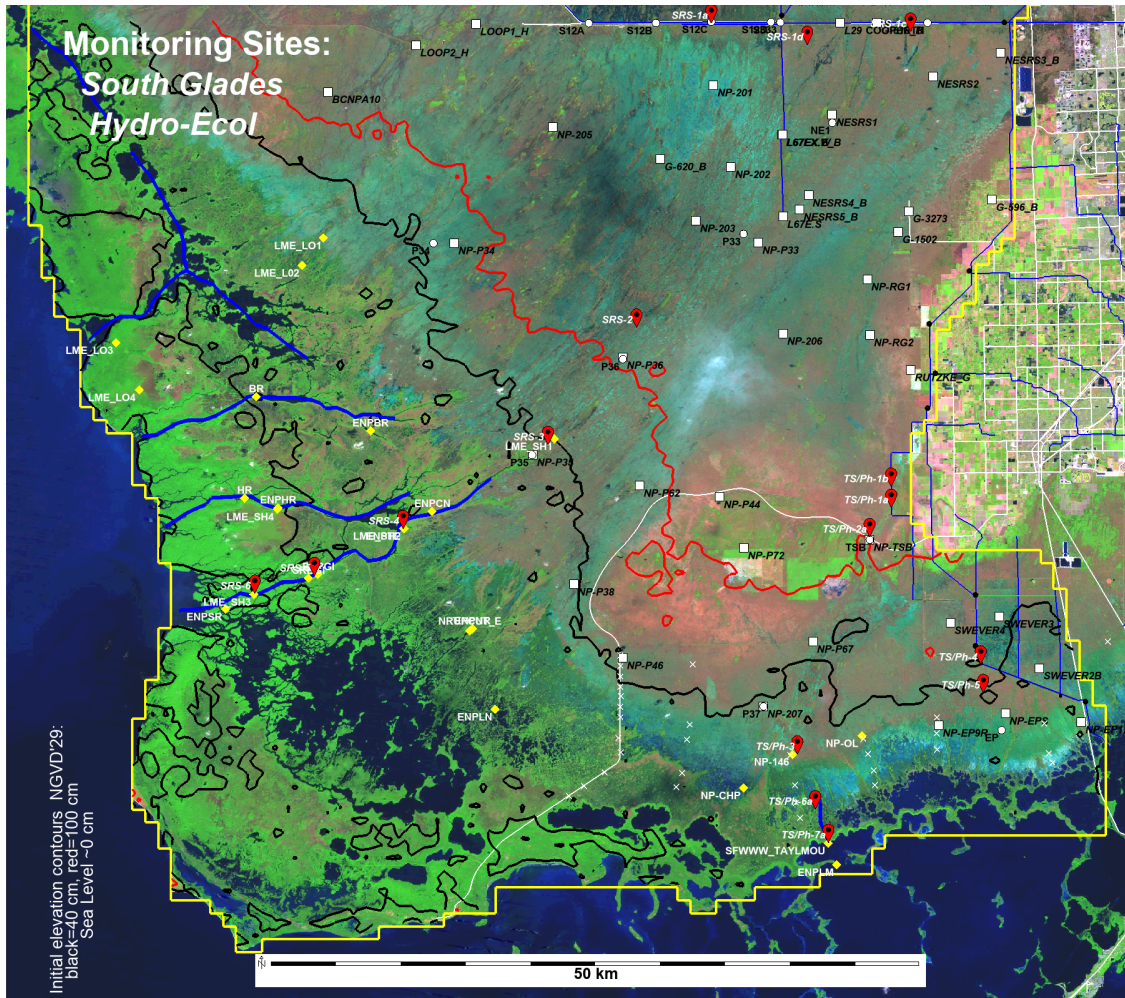 Monitoring Sites:
South Glades
Hydro-Ecol
SRS-1a
SRS-1c
LOOP1_H
S12A
S12B
S12C
L29
SRS-1d
LOOP2_H
NESRS3_B
NESRS2
BCNPA10
NP-201
NE1
NESRS1
NP-205
G-620_B
NP-202
NESRS4_B
NESRS5_B
L67E.S
G-596_B
G-3273
G-1502
NP-203
P33
NP-P33
LME_LO1
P34
NP-P34
LME_L02
NP-RG1
SRS-2
LME_LO3
NP-206
NP-RG2
P36
NP-P36
RUTZKE_G
BR
LME_LO4
ENPBR
SRS-3
LME_SH1
P35
NP-P35
TS/Ph-1b
HR
ENPHR
NP-P62
NP-P44
TS/Ph-1a
LME_SH4
ENPCN
SRS-4
TS/Ph-2a
TSB
NP-TSB
NP-P72
SRS-6
LME_SH3
ENPSR
NP-P38
SWEVER4
SWEVER3
NP-P67
TS/Ph-4
NP-P46
SWEVER2B
TS/Ph-5
ENPLN
P37
NP-207
NP-EP9R
EP
TS/Ph-3
NP-146
NP-OL
NP-CHP
TS/Ph-6a
TS/Ph-7a
SFWWW_TAYLMOU
ENPLM
Initial elevation contours NGVD'29:
black=40 cm, red=100 cm
Sea Level ~0 cm
N
50 km